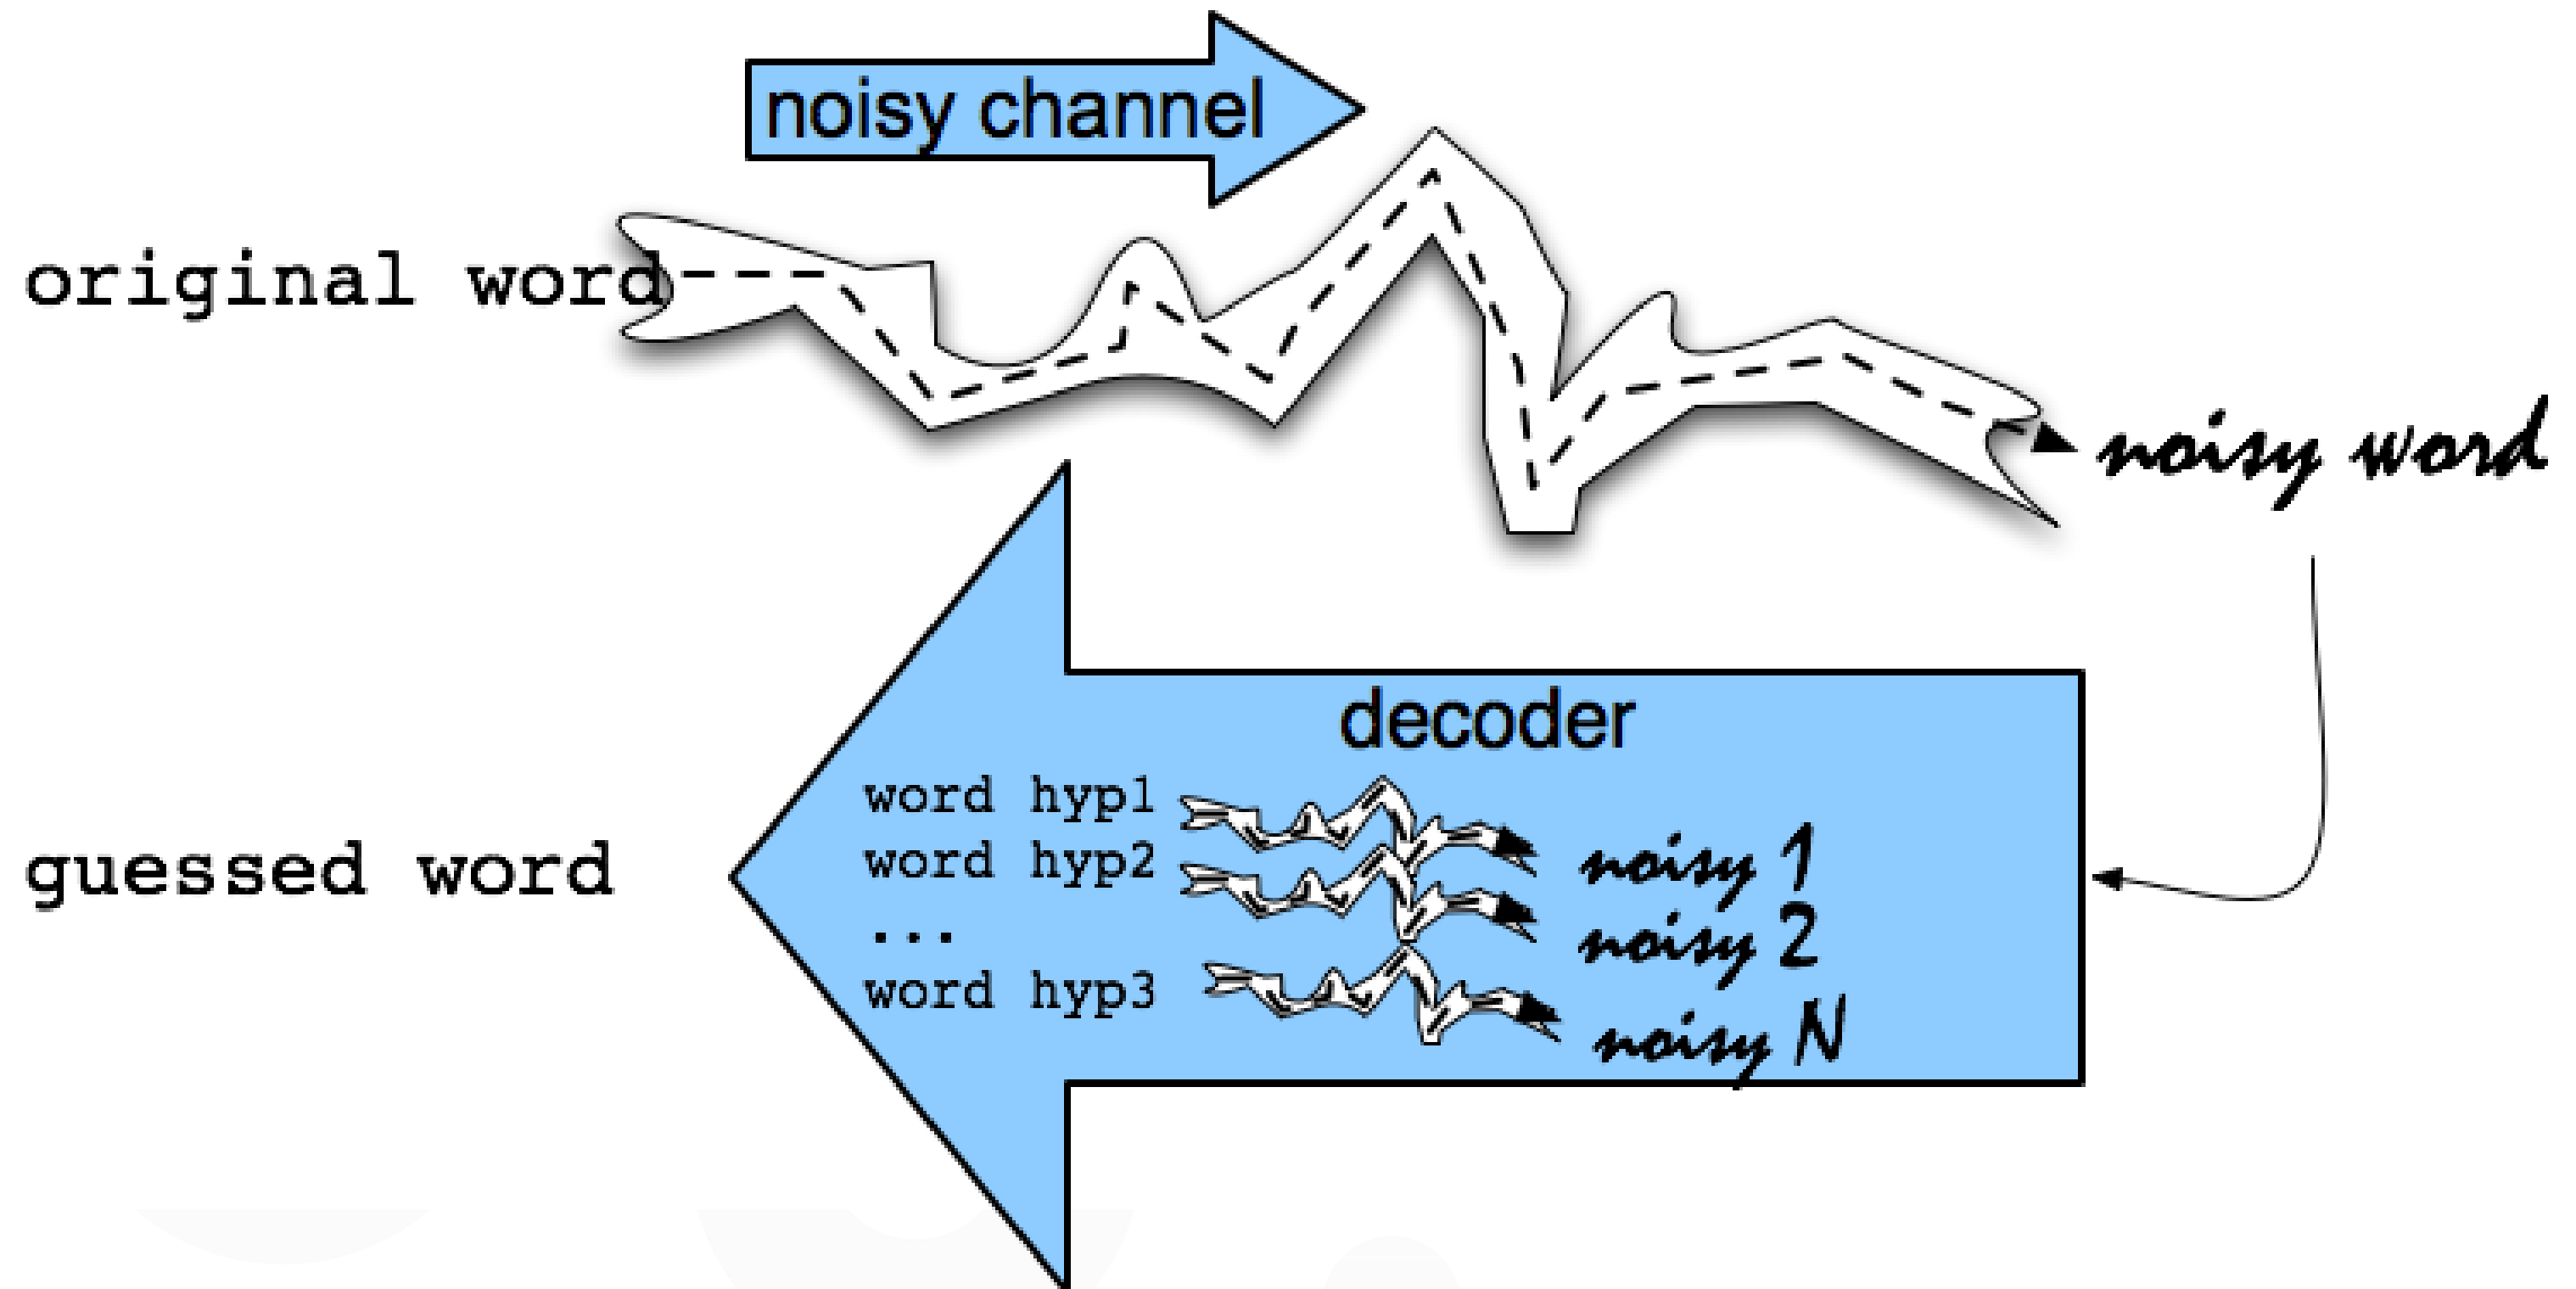 noisy channel
original word
noisy word
decoder
word hyp1
noisy 1
word hyp2
noisy 2
...
word hyp3
noisy N
guessed word